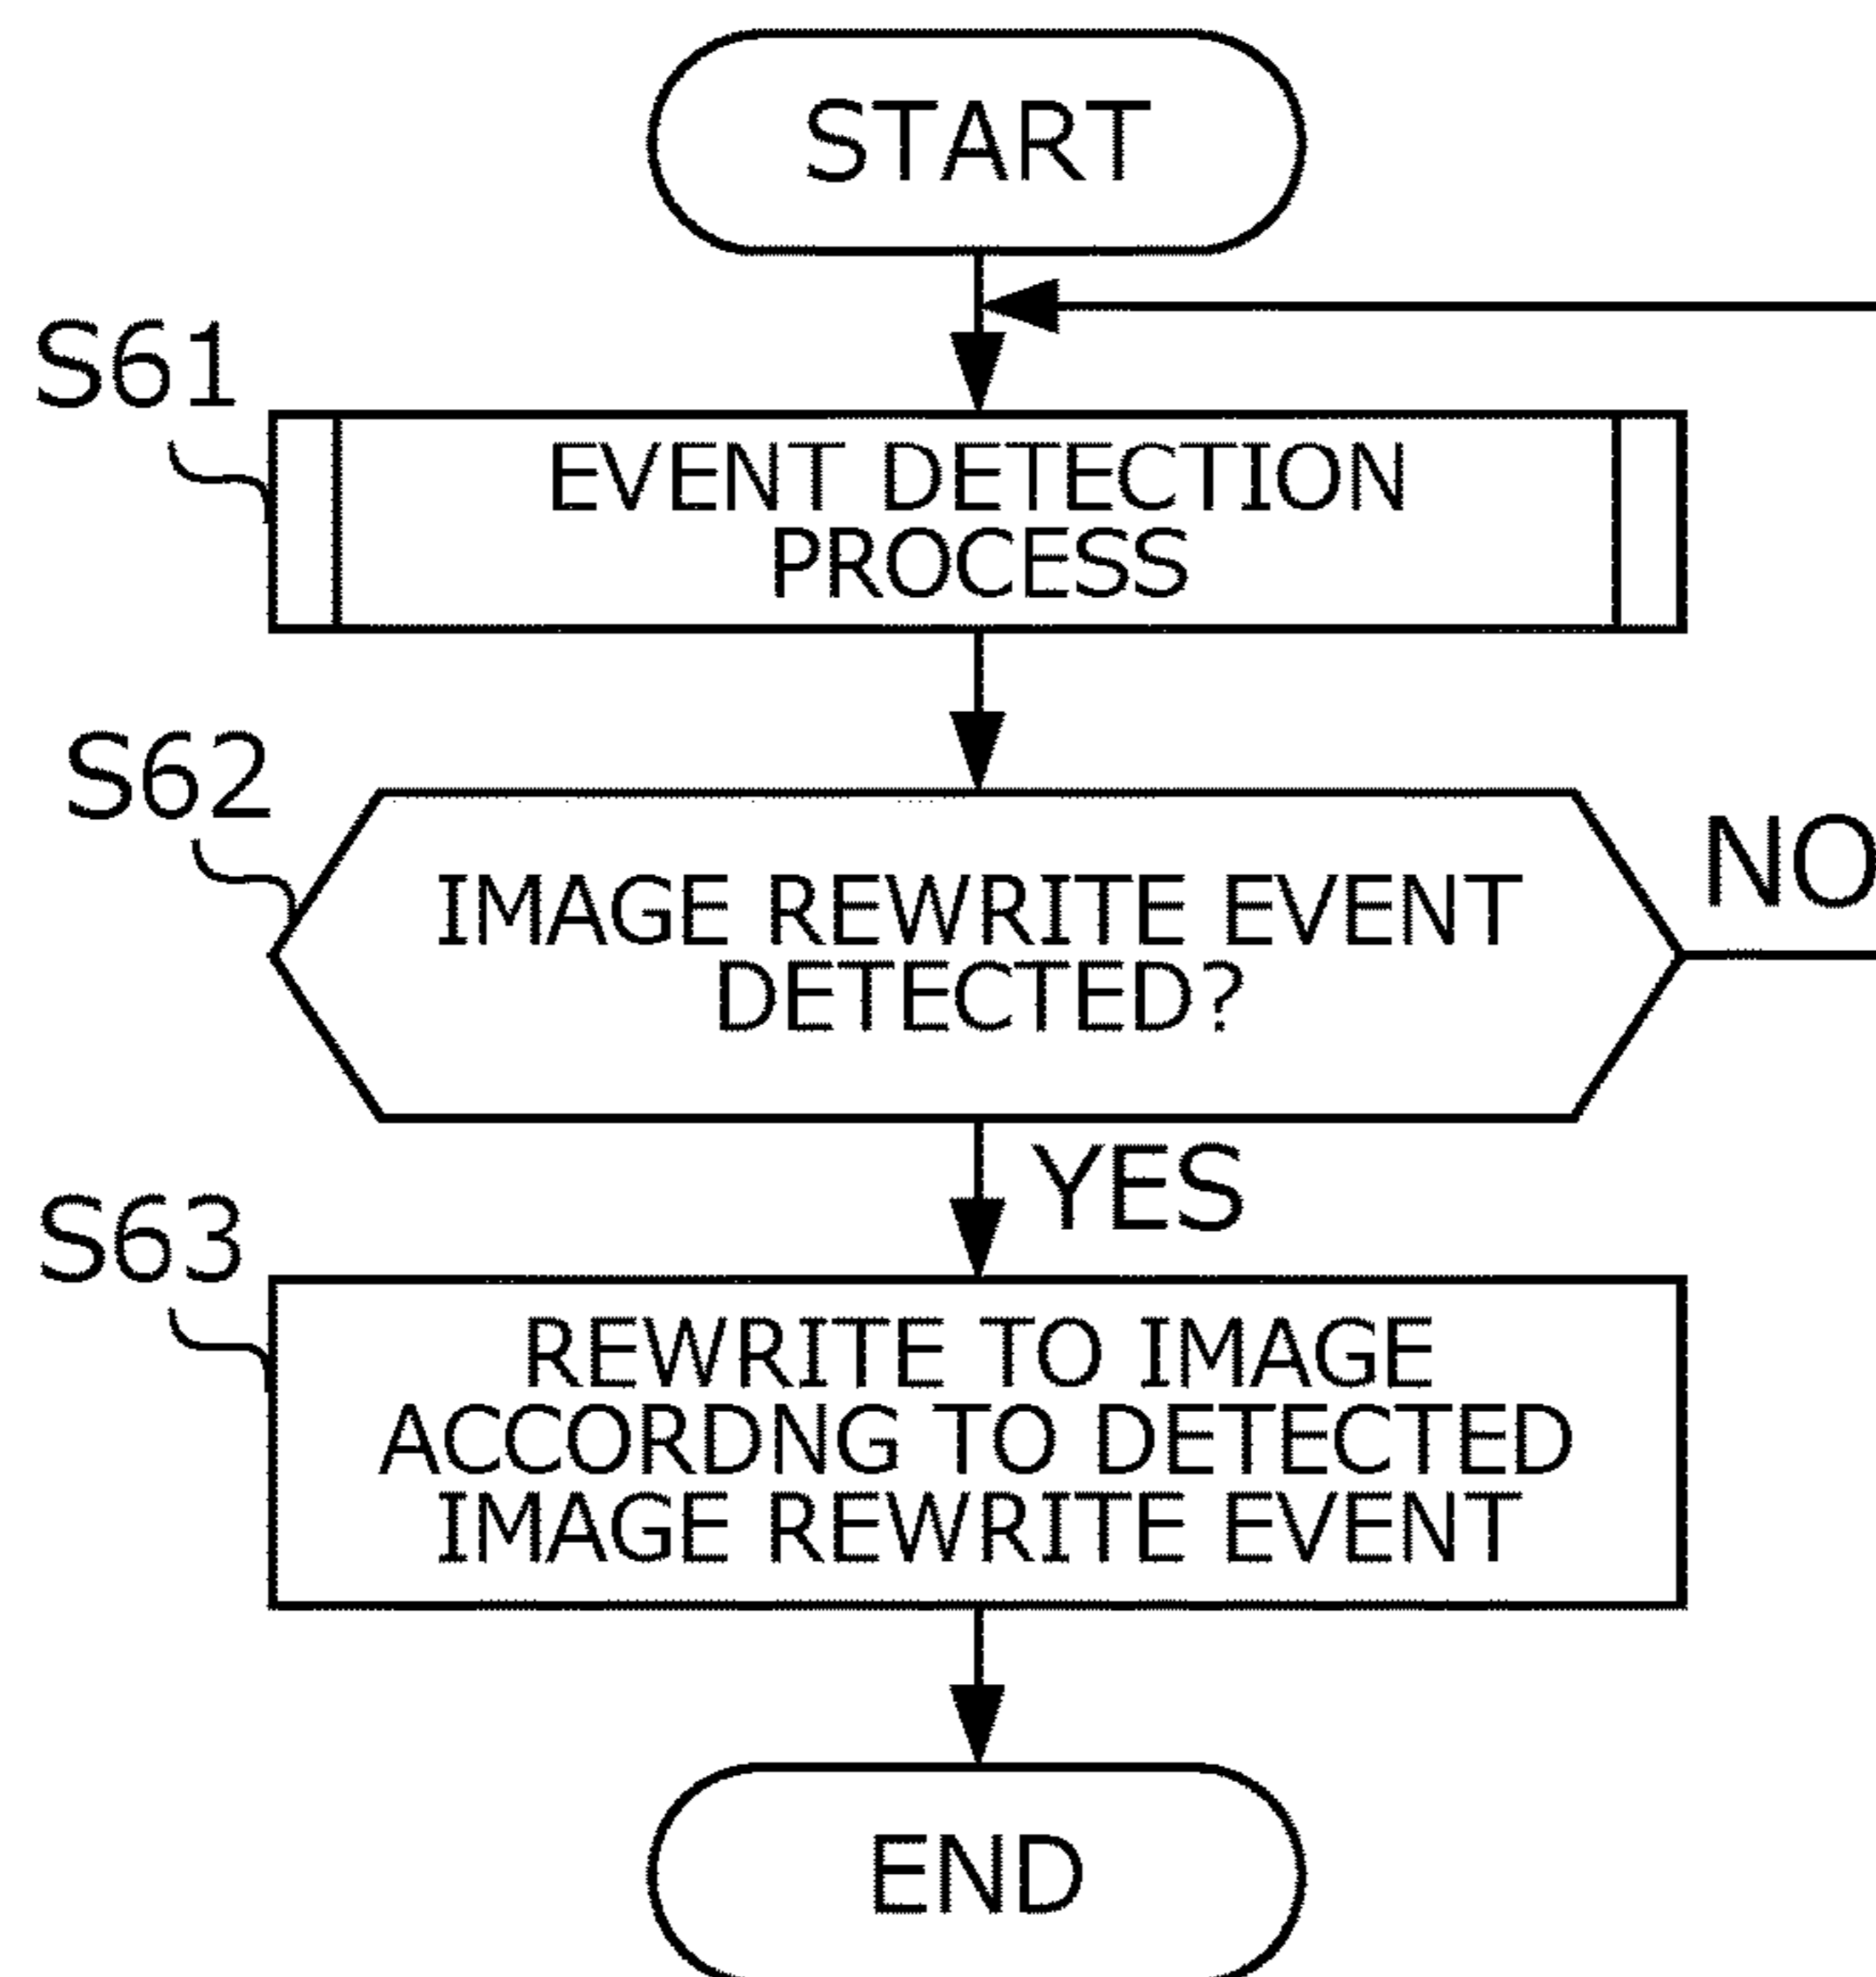 START
S61
EVENT DETECTION
PROCESS
S62
IMAGE REWRITE EVENT
DETECTED?
NO
YES
S63
REWRITE TO IMAGE
ACCORDNG TO DETECTED
IMAGE REWRITE EVENT
END